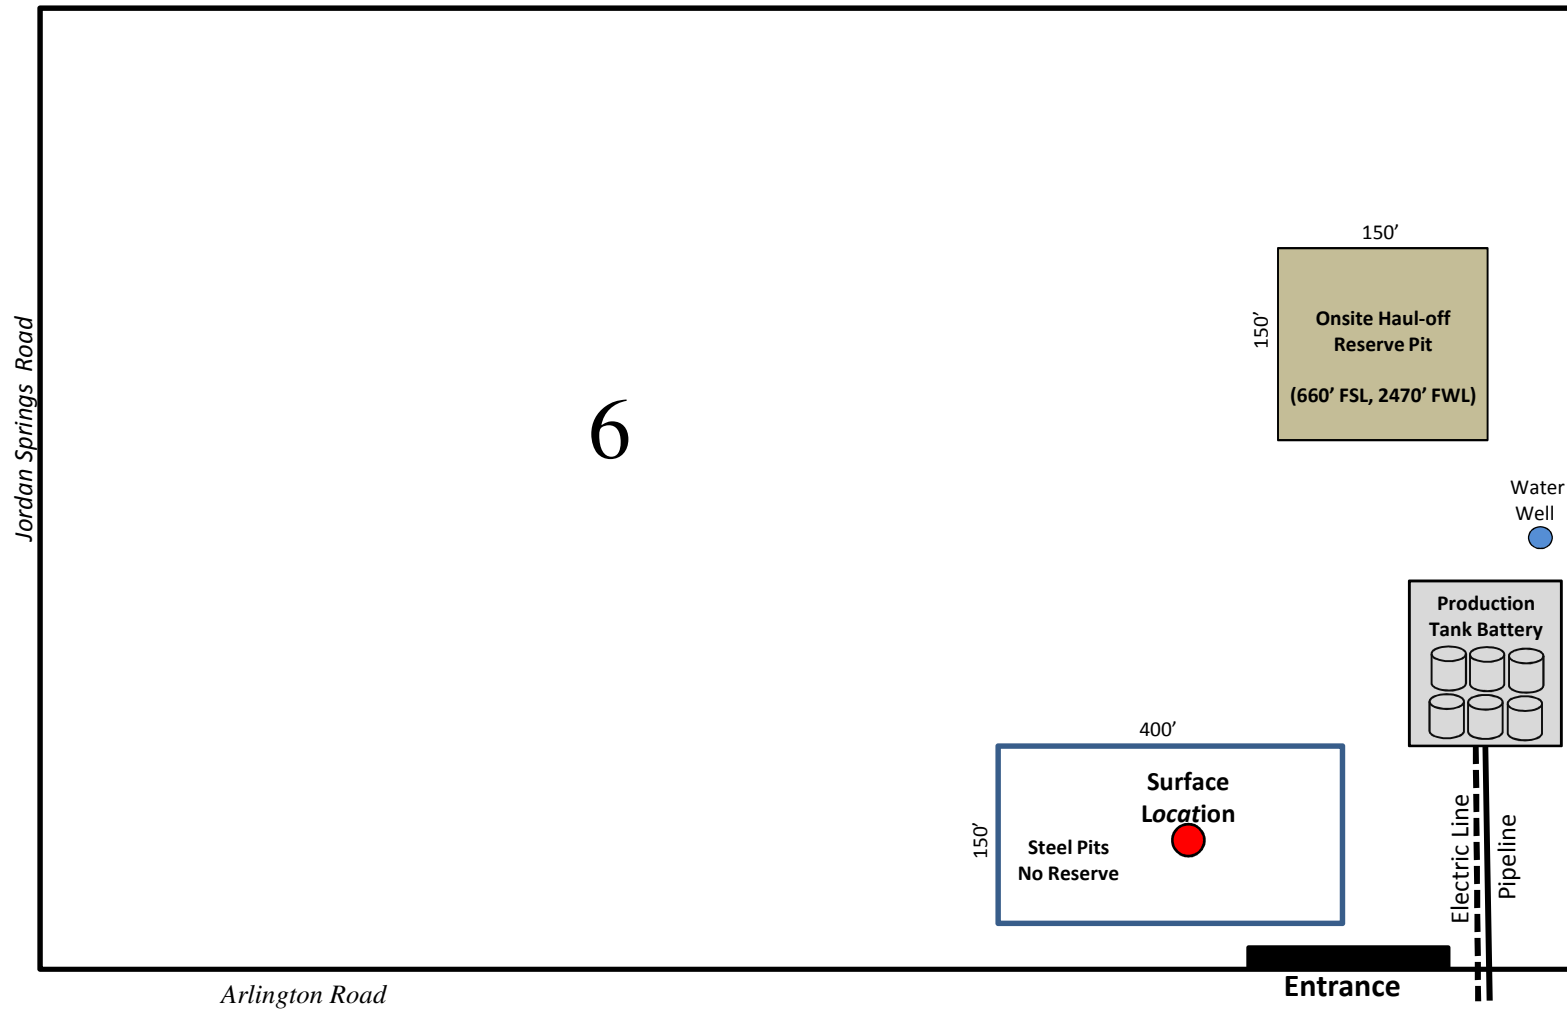 150’
150’
Onsite Haul-off
Reserve Pit
(660’ FSL, 2470’ FWL)
Jordan Springs Road
6
Water
Well
Production
Tank Battery
400’
Surface
Location
150’
Steel Pits
No Reserve
Electric Line
Pipeline
Entrance
Arlington Road